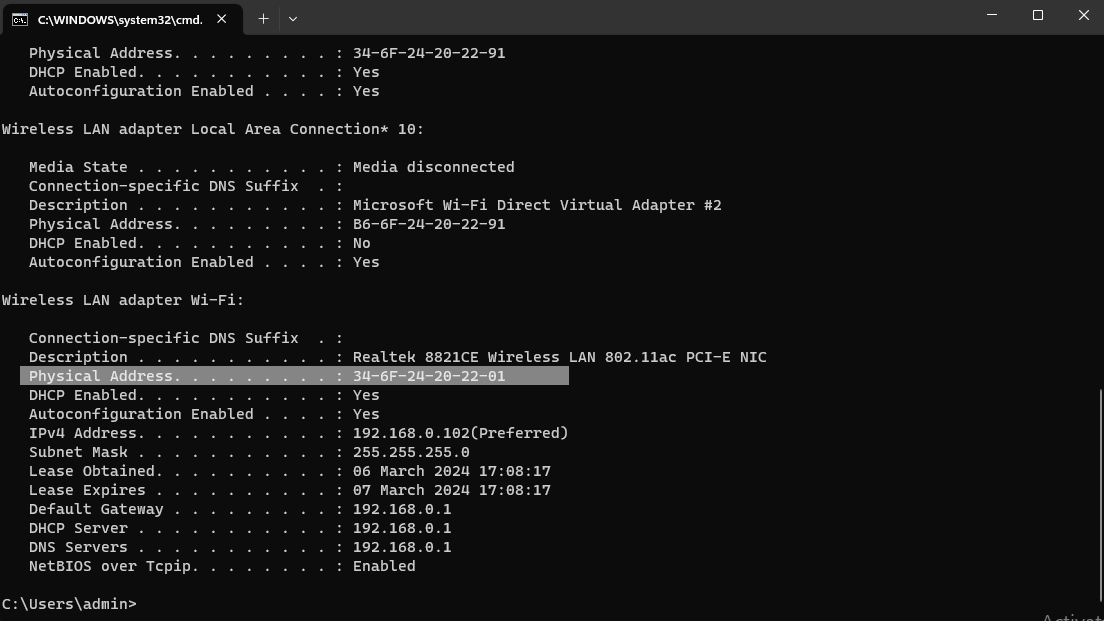 C:\WINDOWS\system32\cmd.
Physical Address. . . . . . . . . : 34-6F-24-20-22-91
DHCP Enabled. . . . . . . . . . . : Yes
Autoconfiguration Enabled . . . . : Yes
Wireless LAN adapter Local Area Connection* 10:
Media State . . . . . . . . . . . : Media disconnected
Connection-specific DNS Suffix  . :
Description . . . . . . . . . . . : Microsoft Wi-Fi Direct Virtual Adapter #2
Physical Address. . . . . . . . . : B6-6F-24-20-22-91
DHCP Enabled. . . . . . . . . . . : No
Autoconfiguration Enabled . . . . : Yes
Wireless LAN adapter Wi-Fi:
Connection-specific DNS Suffix  . :
Description . . . . . . . . . . . : Realtek 8821CE Wireless LAN 802.11ac PCI-E NIC
Physical Address. . . . . . . . . : 34-6F-24-20-22-01
DHCP Enabled. . . . . . . . . . . : Yes
Autoconfiguration Enabled . . . . : Yes
IPv4 Address. . . . . . . . . . . : 192.168.0.102(Preferred)
Subnet Mask . . . . . . . . . . . : 255.255.255.0
Lease Obtained. . . . . . . . . . : 06 March 2024 17:08:17
Lease Expires . . . . . . . . . . : 07 March 2024 17:08:17
Default Gateway . . . . . . . . . : 192.168.0.1
DHCP Server . . . . . . . . . . . : 192.168.0.1
DNS Servers . . . . . . . . . . . : 192.168.0.1
NetBIOS over Tcpip. . . . . . . . : Enabled
C:\Users\admin>